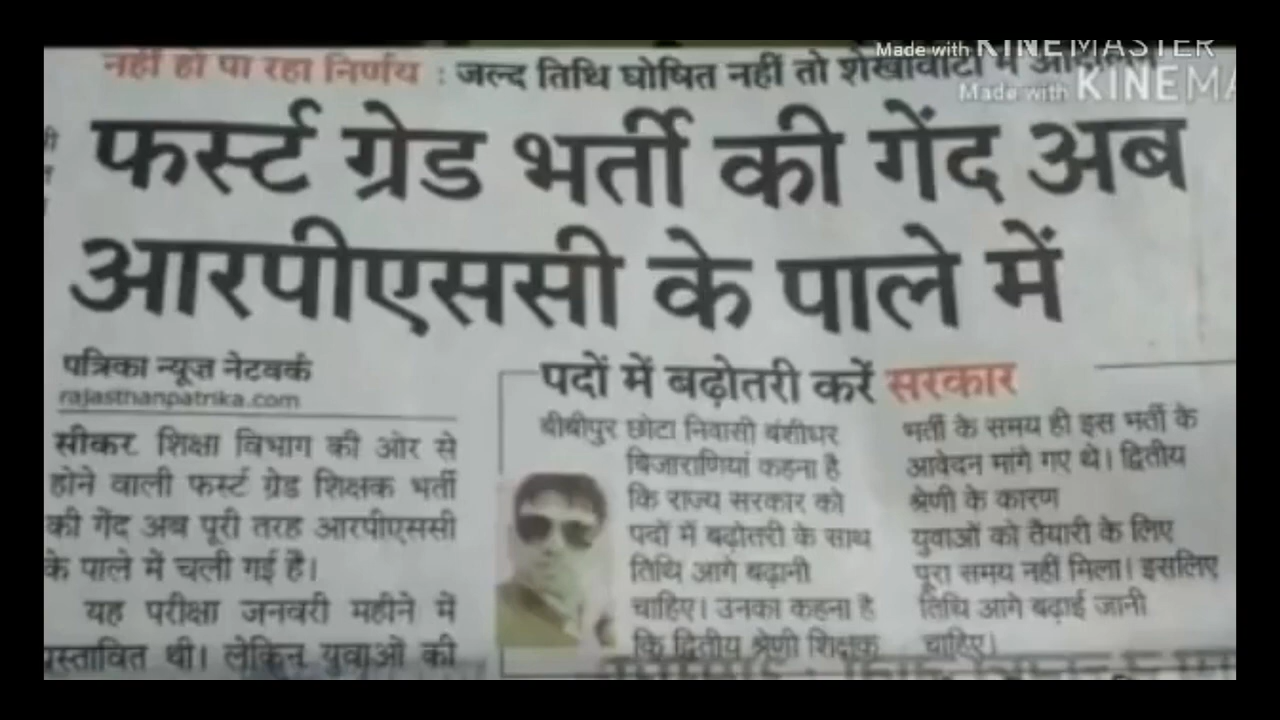 Made with KINEMASTER
Made with KINEMA
नहीं हो पा रहा निर्णय : जल्द तिथि घोषित नहीं तो शेखावाटी में
फर्स्ट ग्रेड भर्ती की गेंद अब
आरपीएससी के पाले में
पत्रिका न्यूज नेटवर्क
rajasthanpatrika.com
सीकर. शिक्षा विभाग की ओर से
होने वाली फर्स्ट ग्रेड शिक्षक भर्ती
की गेंद अब पूरी तरह आरपीएससी
के पाले में चली गई है।
यह परीक्षा जनवरी महीने में
प्रस्तावित थी। लेकिन युवाओं की
पदों में बढ़ोतरी करें सरकार
बीबीपुर छोटा निवासी बंशीधर
बिजाराणियां कहना है
कि राज्य सरकार को
पदों में बढ़ोतरी के साथ
तिथि आगे बढ़ानी
चाहिए। उनका कहना है
कि द्वितीय श्रेणी शिक्षक
भर्ती के समय ही इस भर्ती के
आवेदन मांगे गए थे। द्वितीय
श्रेणी के कारण
युवाओं को तैयारी के लिए
पूरा समय नहीं मिला। इसलिए
तिथि आगे बढ़ाई जानी
चाहिए।